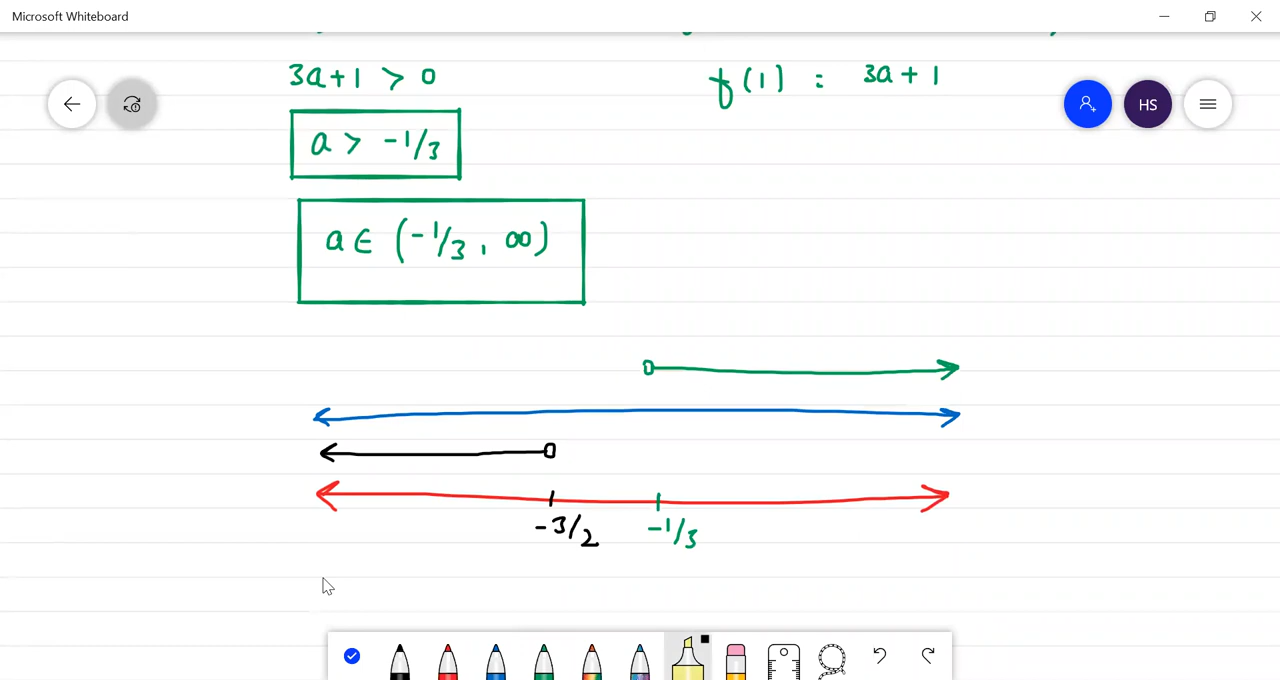 Microsoft Whiteboard
3a+1 > 0
f(1) : 3a + 1
HS
a > -1/3
a ∈ (-1/3, ∞)
-3/2
-1/3